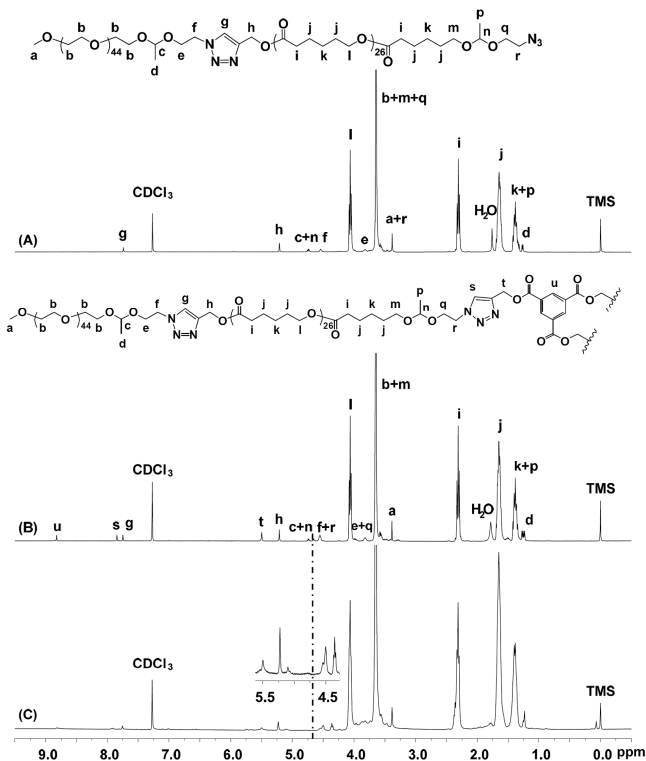 p
b b f g h O j j i k m O q N3
O O 44 O c O e N O O 26 O n O r
a b b b d N=N i k l O j j
b+m+q
l
i
j
CDCl3
k+p
TMS
a+r
H2O
h
(A) g c+n f e d
p s t O u O
b b f g h O j j i k m O q N O O
O O 44 O c O e N O O 26 O n O r N=N
a b b b d N=N i k l O j j O O
b+m
l
i
j
CDCl3
k+p
TMS
a
H2O
(B) u s g t h c+n f+r e+q d
CDCl3
5.5 4.5
TMS
(C)
9.0 8.0 7.0 6.0 5.0 4.0 3.0 2.0 1.0 0.0 ppm